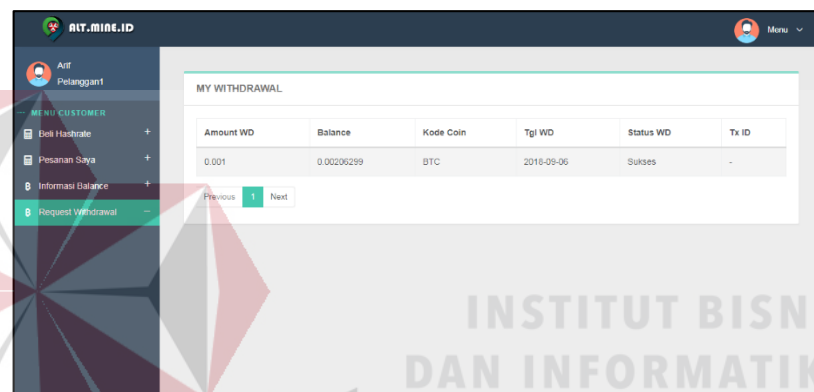 ALT.MINE.ID
Menu
Arif
Pelanggan1
MENU CUSTOMER
Beli Hashrate +
Pesanan Saya +
Informasi Balance +
Request Withdrawal −
MY WITHDRAWAL
Amount WD Balance Kode Coin Tgl WD Status WD Tx ID
0.001 0.00206299 BTC 2018-09-06 Sukses -
Previous 1 Next
INSTITUT BISN
DAN INFORMATIK